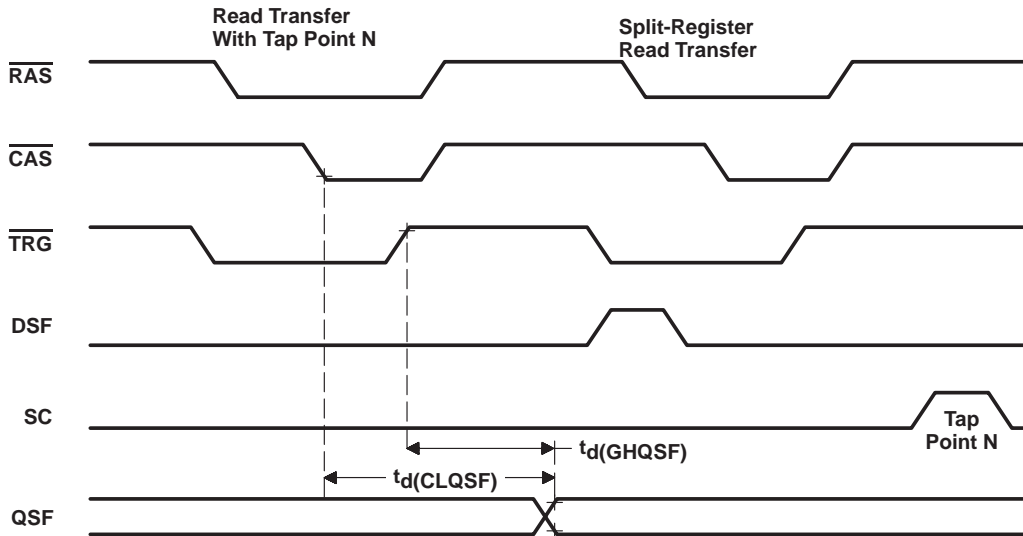 Read Transfer
With Tap Point N
Split-Register
Read Transfer
RAS
CAS
TRG
DSF
SC
Tap
Point N
td(GHQSF)
td(CLQSF)
QSF